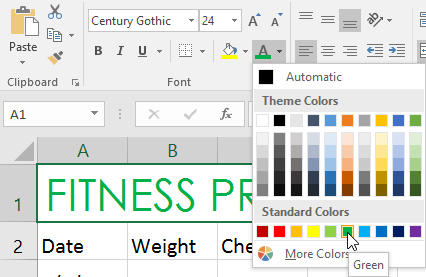 Paste
Clipboard
Century Gothic 24 A A
B I U A
Font
Alignment
A1
Automatic
Theme Colors
Standard Colors
More Colors
Green
A B
1 FITNESS PR
2 Date Weight Che